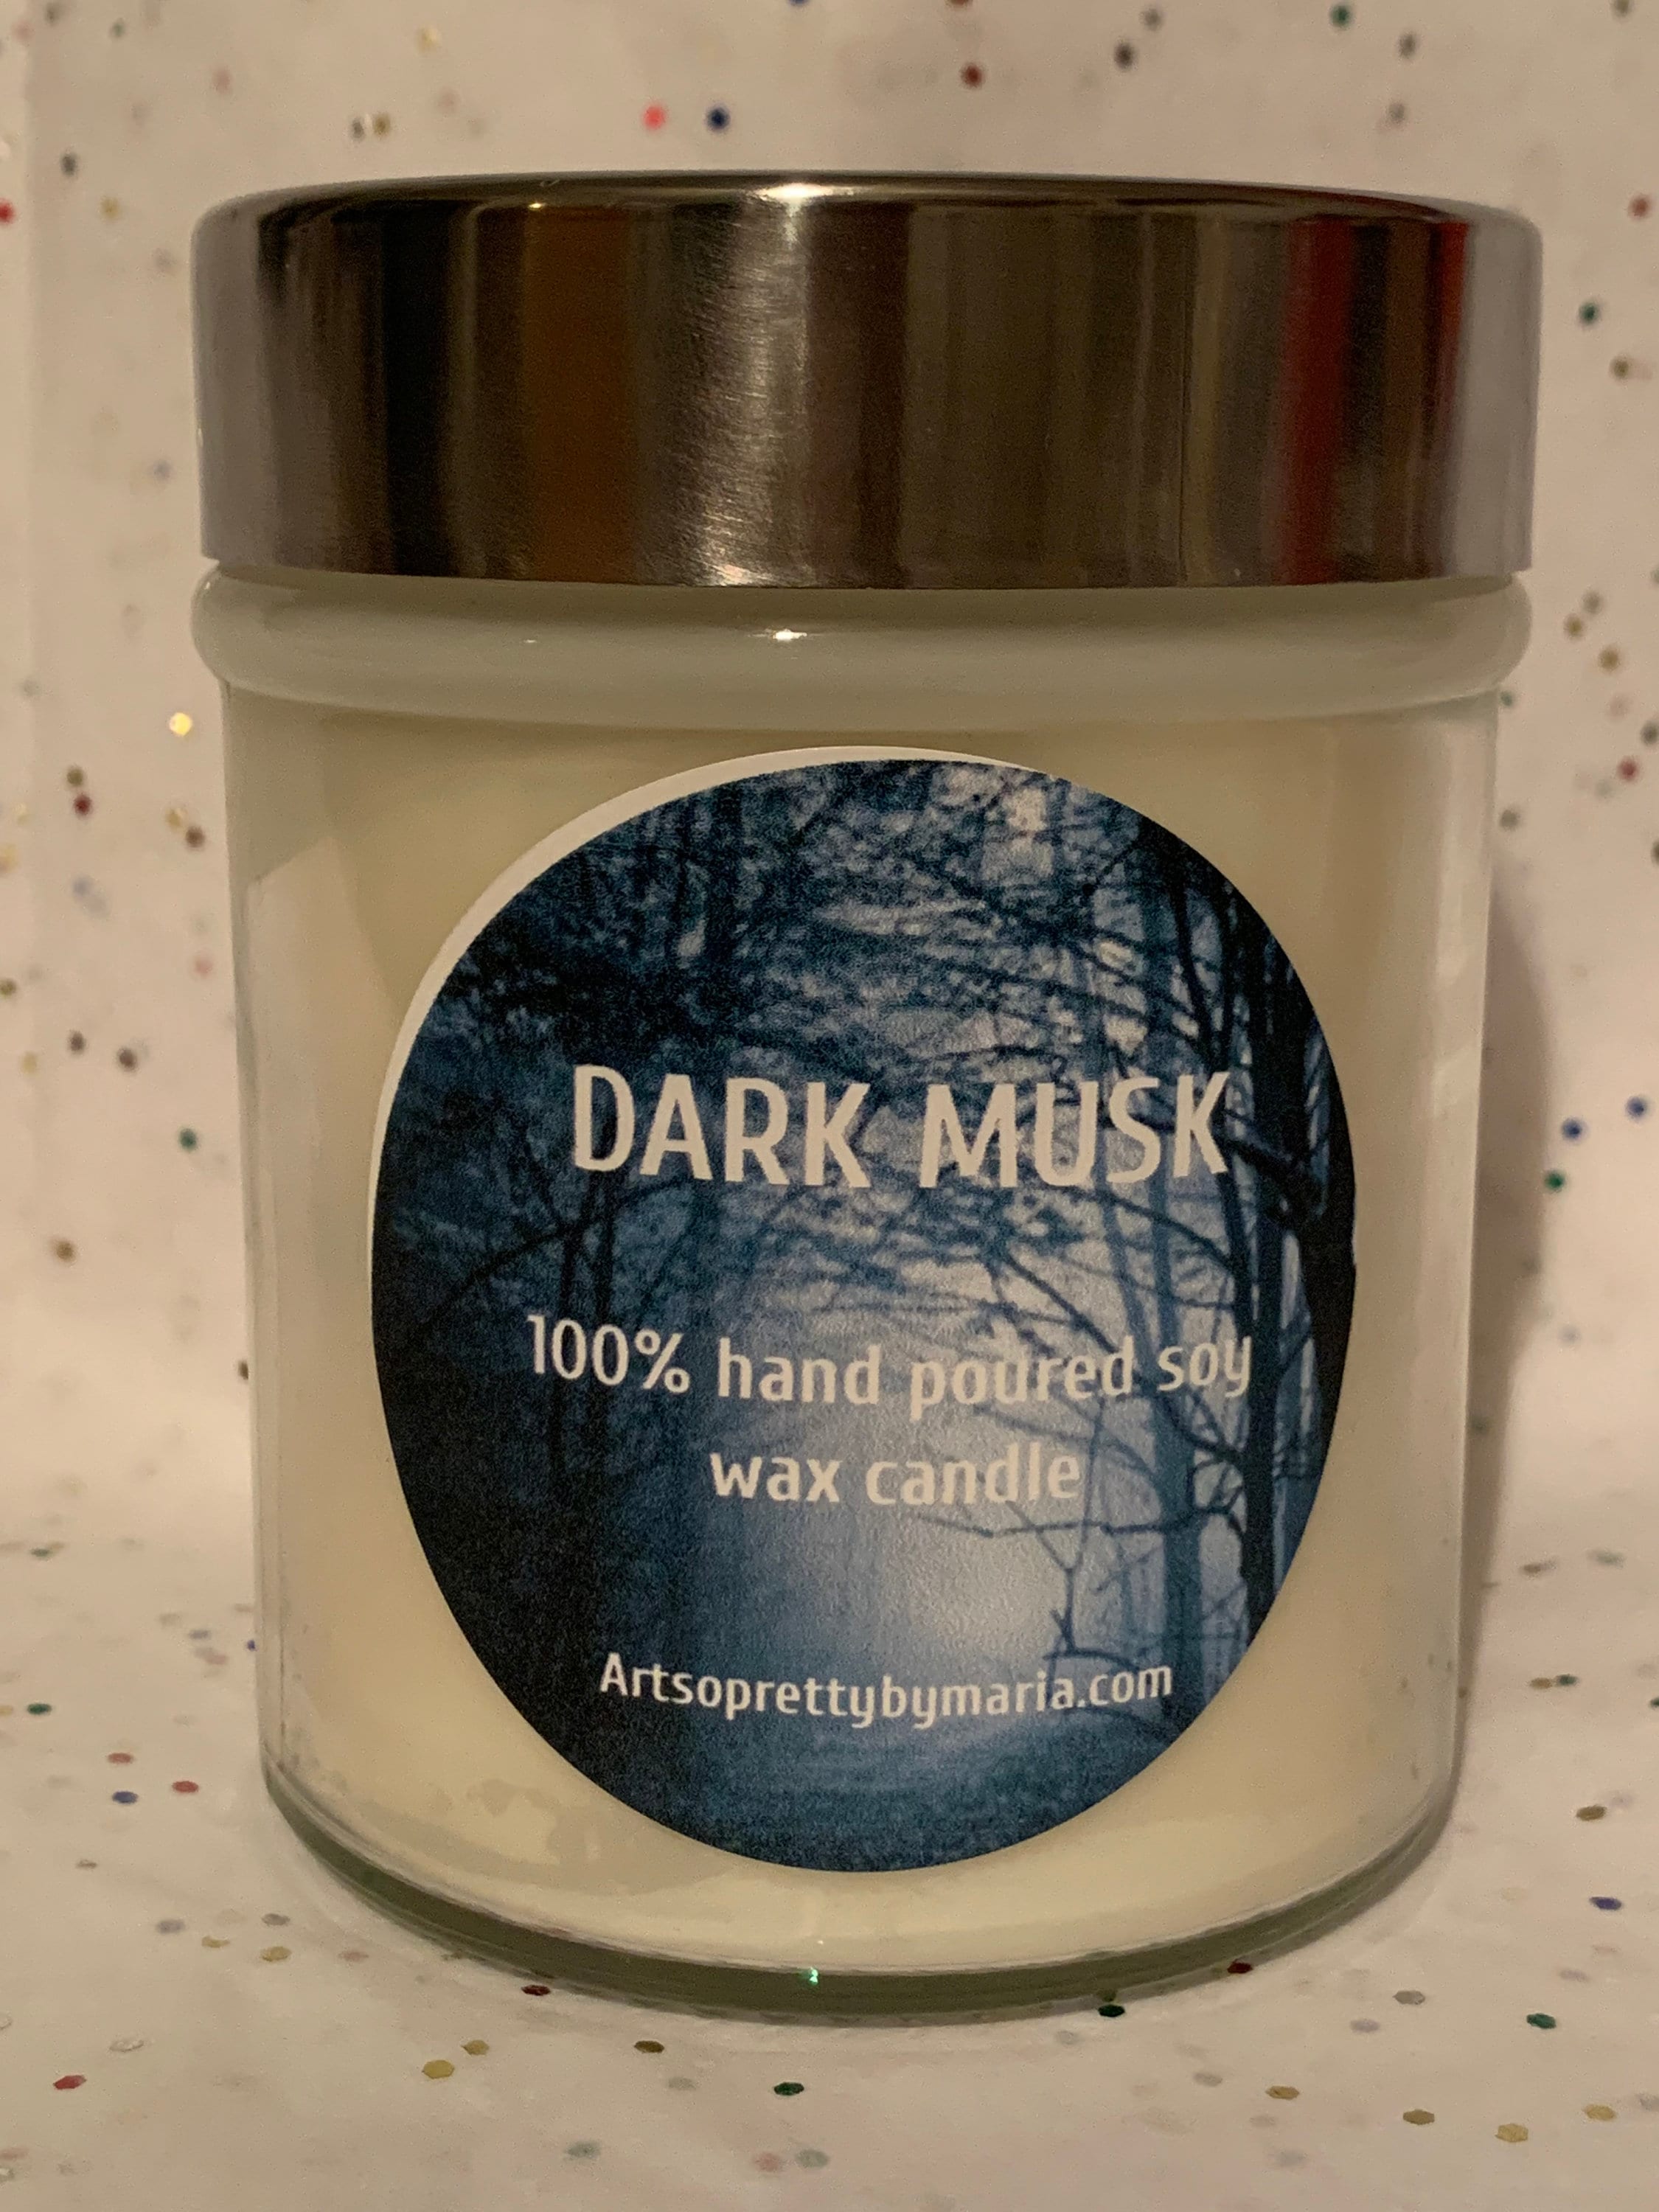 DARK MUSK
100% hand poured soy
wax candle
Artsoprettybymaria.com